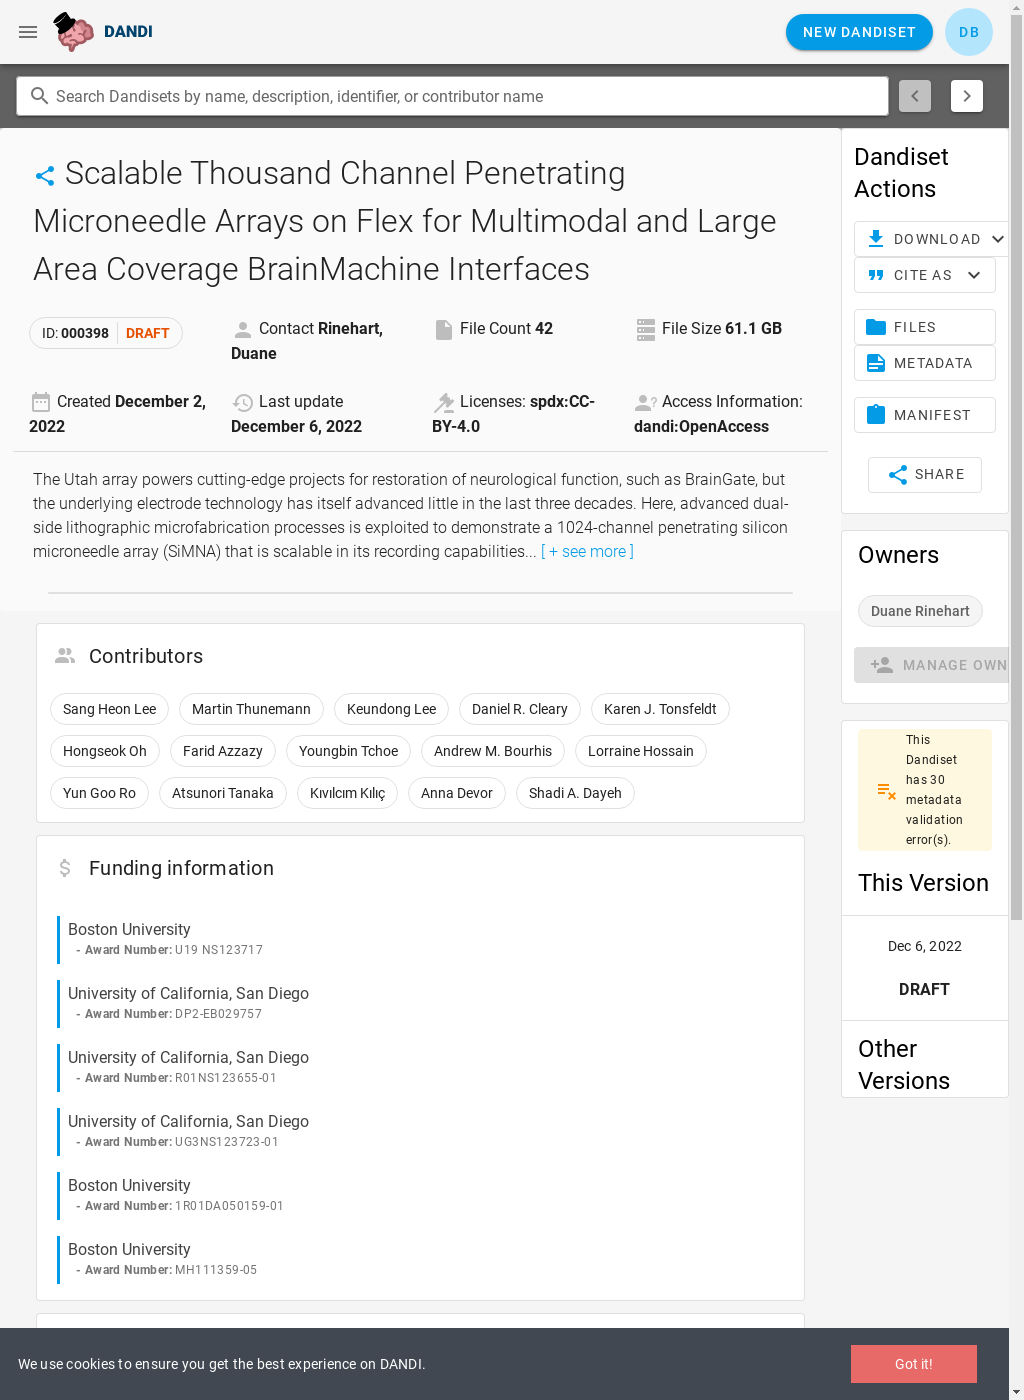 DANDI
NEW DANDISET
DB
Search Dandisets by name, description, identifier, or contributor name
Scalable Thousand Channel Penetrating
Microneedle Arrays on Flex for Multimodal and Large
Area Coverage BrainMachine Interfaces
ID: 000398 DRAFT
Contact Rinehart,
Duane
File Count 42
File Size 61.1 GB
Created December 2,
2022
Last update
December 6, 2022
Licenses: spdx:CC-
BY-4.0
Access Information:
dandi:OpenAccess
The Utah array powers cutting-edge projects for restoration of neurological function, such as BrainGate, but
the underlying electrode technology has itself advanced little in the last three decades. Here, advanced dual-
side lithographic microfabrication processes is exploited to demonstrate a 1024-channel penetrating silicon
microneedle array (SiMNA) that is scalable in its recording capabilities... [ + see more ]
Contributors
Sang Heon Lee Martin Thunemann Keundong Lee Daniel R. Cleary Karen J. Tonsfeldt
Hongseok Oh Farid Azzazy Youngbin Tchoe Andrew M. Bourhis Lorraine Hossain
Yun Goo Ro Atsunori Tanaka Kıvılcım Kılıç Anna Devor Shadi A. Dayeh
Funding information
Boston University
- Award Number: U19 NS123717
University of California, San Diego
- Award Number: DP2-EB029757
University of California, San Diego
- Award Number: R01NS123655-01
University of California, San Diego
- Award Number: UG3NS123723-01
Boston University
- Award Number: 1R01DA050159-01
Boston University
- Award Number: MH111359-05
Dandiset
Actions
DOWNLOAD
CITE AS
FILES
METADATA
MANIFEST
SHARE
Owners
Duane Rinehart
MANAGE OWN
This
Dandiset
has 30
metadata
validation
error(s).
This Version
Dec 6, 2022
DRAFT
Other
Versions
We use cookies to ensure you get the best experience on DANDI.
Got it!